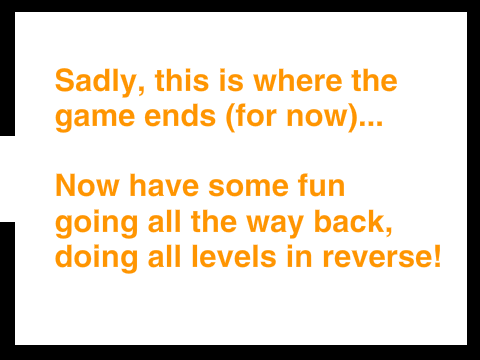 Sadly, this is where the
game ends (for now)...
Now have some fun
going all the way back,
doing all levels in reverse!